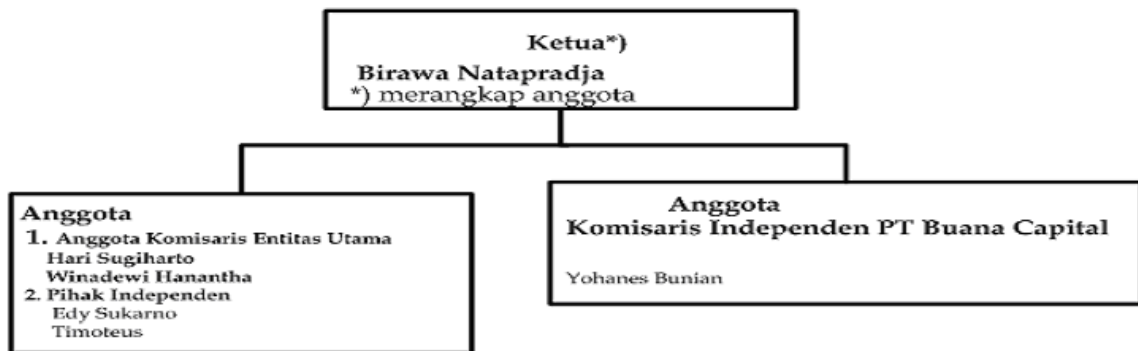 Ketua*)
Birawa Natapradja
*) merangkap anggota
Anggota
1. Anggota Komisaris Entitas Utama
Hari Sugiharto
Winadewi Hanantha
2. Pihak Independen
Edy Sukarno
Timoteus
Anggota
Komisaris Independen PT Buana Capital
Yohanes Bunian